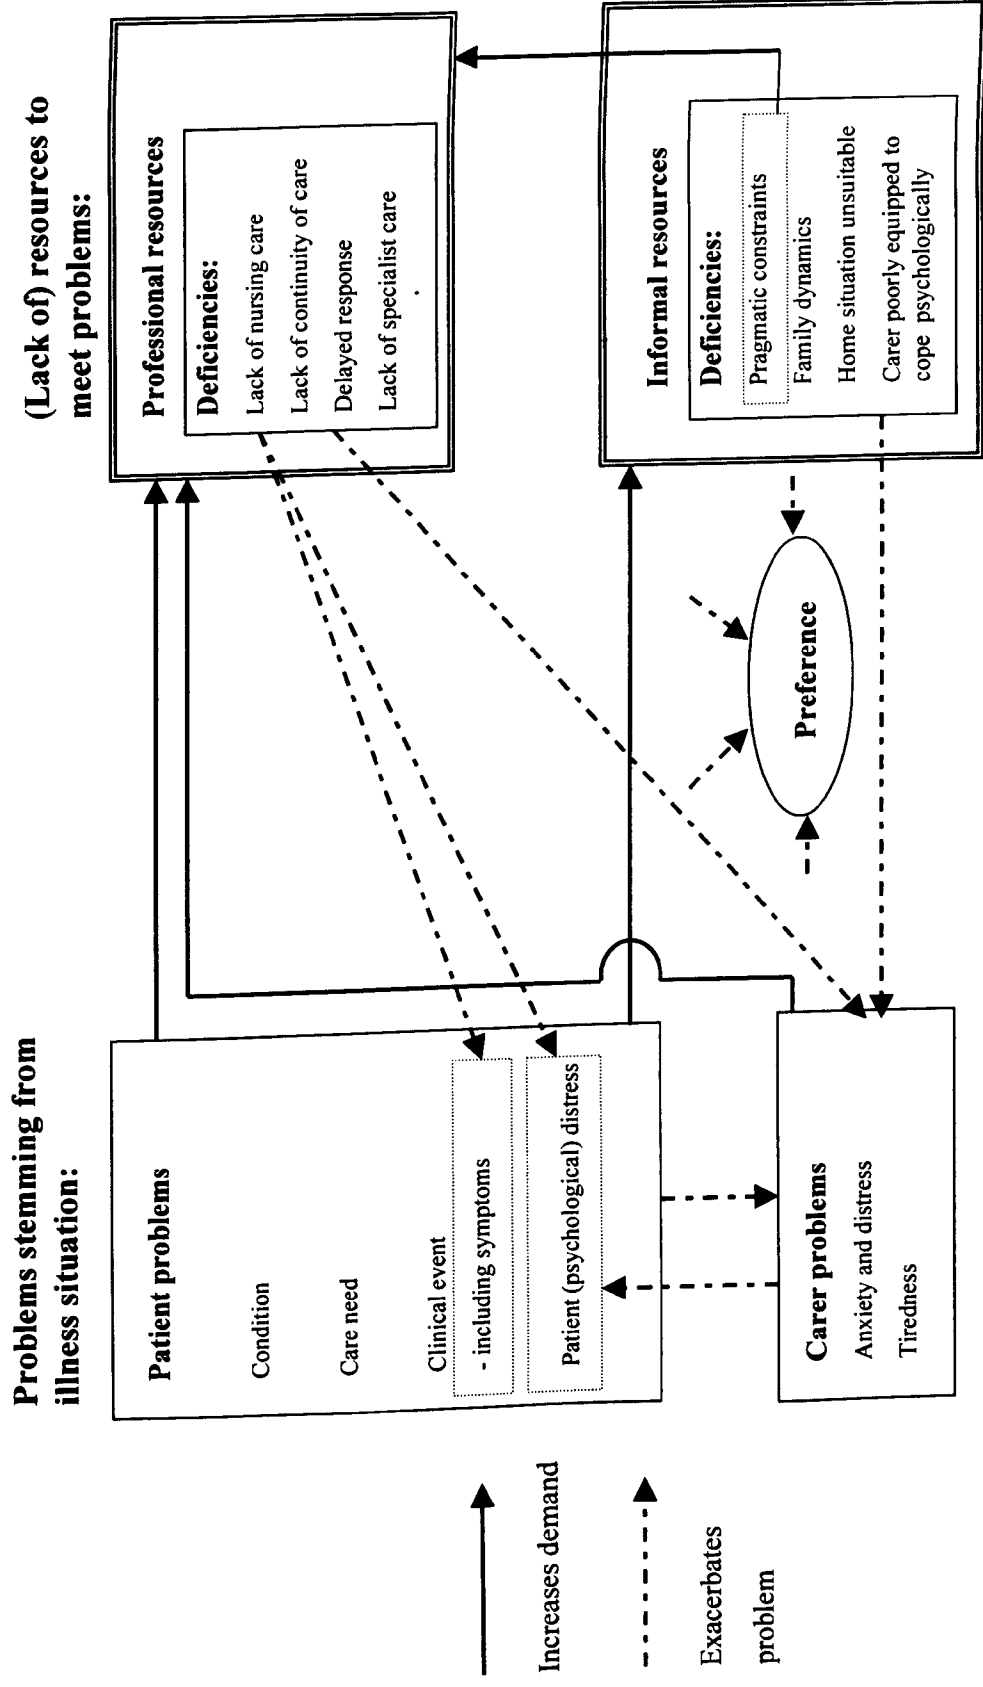 Problems stemming from
illness situation:
(Lack of) resources to
meet problems:
Patient problems
Condition
Care need
Clinical event
- including symptoms
Patient (psychological) distress
Carer problems
Anxiety and distress
Tiredness
Professional resources
Deficiencies:
Lack of nursing care
Lack of continuity of care
Delayed response
Lack of specialist care
Informal resources
Deficiencies:
Pragmatic constraints
Family dynamics
Home situation unsuitable
Carer poorly equipped to
cope psychologically
Preference
Increases demand
Exacerbates
problem